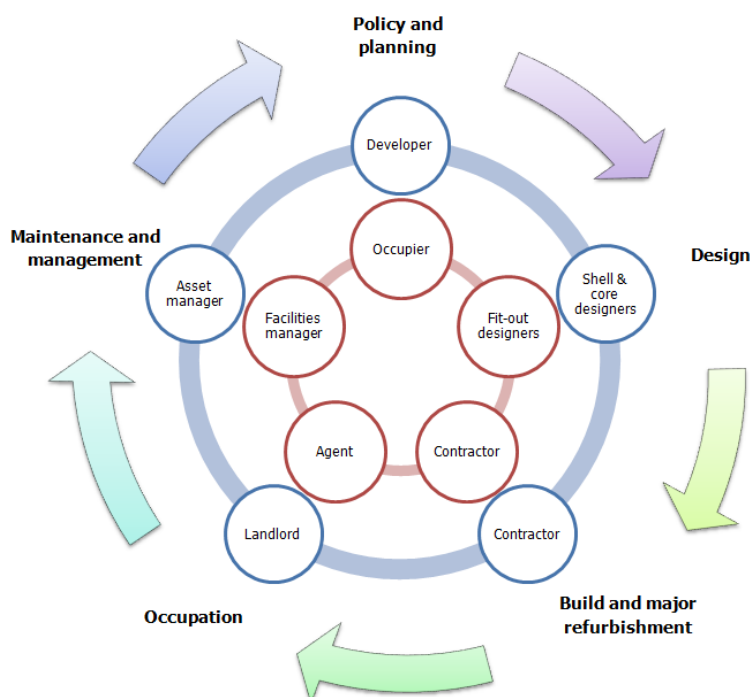 Policy and
planning
Developer
Occupier
Maintenance and
management
Design
Asset
manager
Shell &
core
designers
Facilities
manager
Fit-out
designers
Agent
Contractor
Landlord
Contractor
Occupation
Build and major
refurbishment